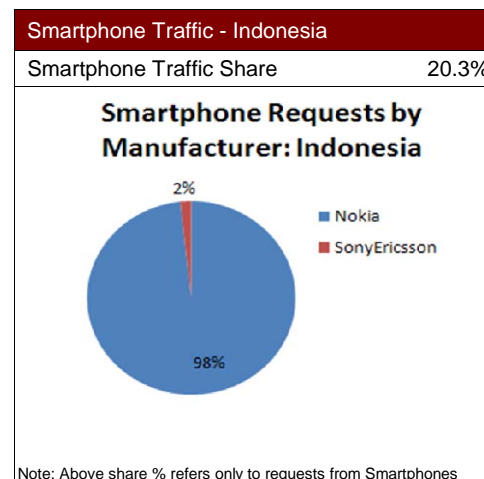 Smartphone Traffic - Indonesia
Smartphone Traffic Share 20.3%
Smartphone Requests by
Manufacturer: Indonesia
2%
Nokia
SonyEricsson
98%
Note: Above share % refers only to requests from Smartphones